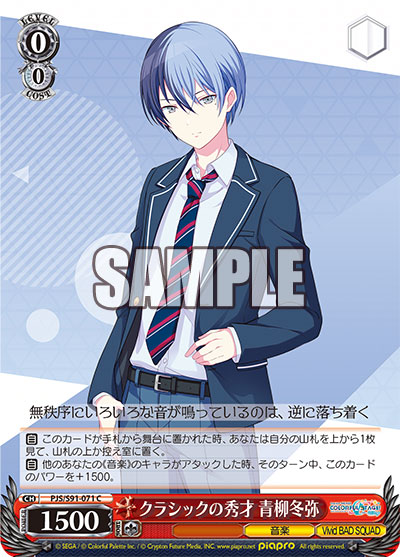 LEVEL
0
0
COST
SAMPLE
無秩序にいろいろな音が鳴っているのは、逆に落ち着く
自 このカードが手札から舞台に置かれた時、あなたは自分の山札を上から1枚
見て、山札の上か控え室に置く。
自 他のあなたの《音楽》のキャラがアタックした時、そのターン中、このカード
のパワーを+1500。
CH PJS/S91-071 C
POWER
1500
クラシックの秀才 青柳冬弥
COLORFUL STAGE!
音楽
Vivid BAD SQUAD
© SEGA / © Colorful Palette Inc. / © Crypton Future Media, INC. www.piapro.net piapro All rights reserved.